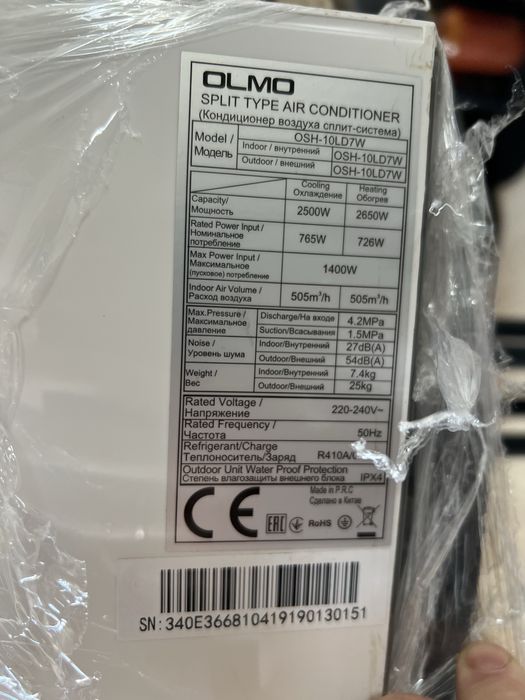 OLMO
SPLIT TYPE AIR CONDITIONER
(Кондиционер воздуха сплит-система)
Model / Модель OSH-10LD7W
Indoor / внутренний OSH-10LD7W
Outdoor / внешний OSH-10LD7W
Cooling Охлаждение Heating Обогрев
Capacity/ Мощность 2500W 2650W
Rated Power Input / Номинальное потребление 765W 726W
Max Power Input / Максимальное (пусковое) потребление 1400W
Indoor Air Volume / Расход воздуха 505m³/h 505m³/h
Max.Pressure / Максимальное давление Discharge/На входе 4.2MPa
Suction/Всасывания 1.5MPa
Noise / Уровень шума Indoor/Внутренний 27dB(A)
Outdoor/Внешний 54dB(A)
Weight / Вес Indoor/Внутренний 7.4kg
Outdoor/Внешний 25kg
Rated Voltage / Напряжение 220-240V~
Rated Frequency / Частота 50Hz
Refrigerant/Charge Теплоноситель/Заряд R410A/
Outdoor Unit Water Proof Protection
Степень влагозащиты внешнего блока IPX4
Made in P.R.C
Сделано в Китае
CE EAC RoHS
SN: 340E366810419190130151